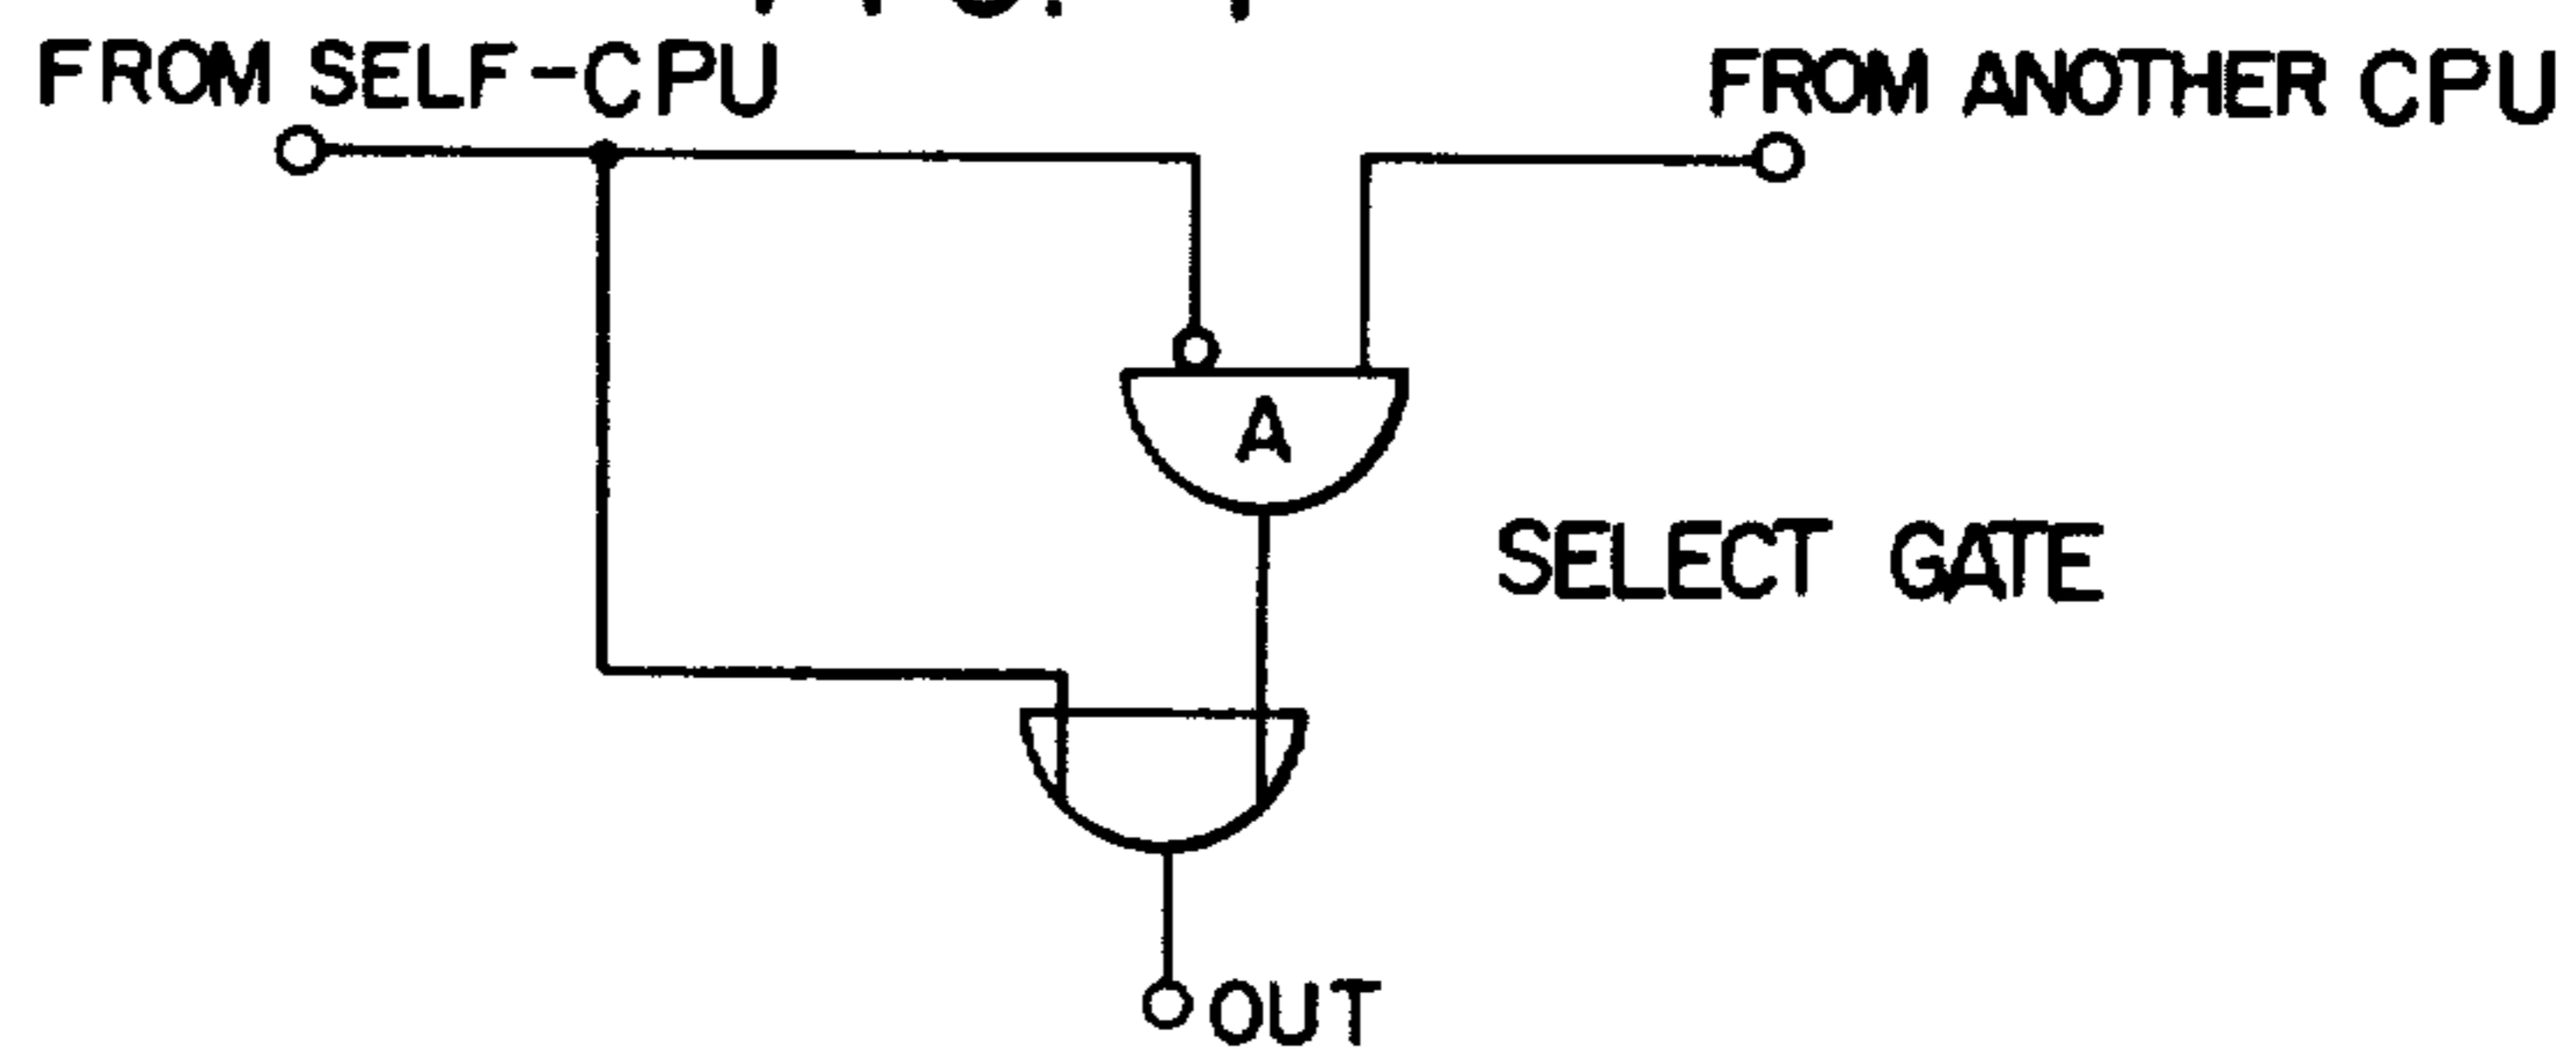 FROM SELF-CPU
FROM ANOTHER CPU
A
SELECT GATE
OUT